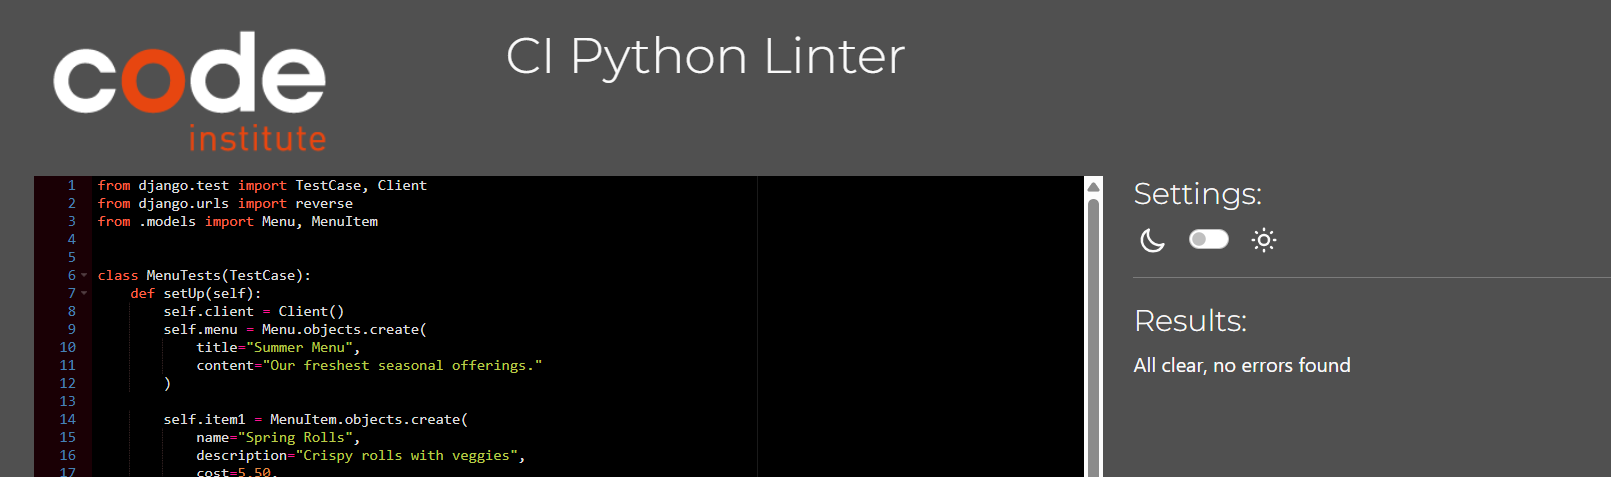 code
institute
CI Python Linter
1 from django.test import TestCase, Client
2 from django.urls import reverse
3 from .models import Menu, MenuItem
4
5
6 class MenuTests(TestCase):
7     def setUp(self):
8         self.client = Client()
9         self.menu = Menu.objects.create(
10             title="Summer Menu",
11             content="Our freshest seasonal offerings."
12         )
13
14         self.item1 = MenuItem.objects.create(
15             name="Spring Rolls",
16             description="Crispy rolls with veggies",
17             cost=5.50,
Settings:
Results:
All clear, no errors found